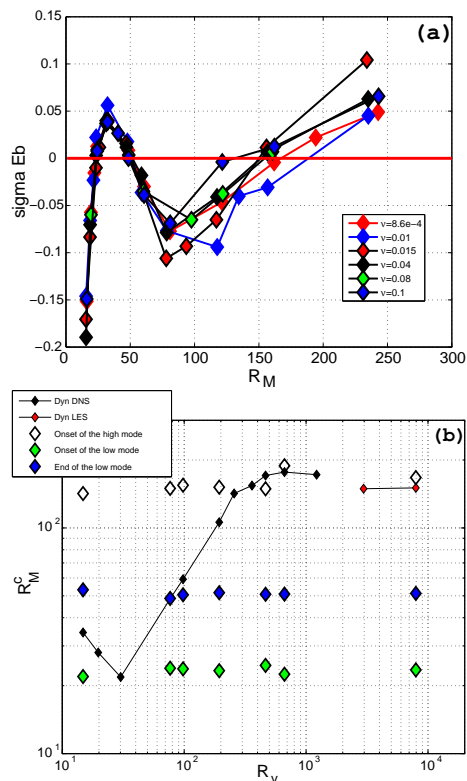 (a)
sigma Eb
0.15
0.1
0.05
0
−0.05
−0.1
−0.15
−0.2
0 50 100 150 200 250 300
R_M
ν=8.6e−4
ν=0.01
ν=0.015
ν=0.04
ν=0.08
ν=0.1
Dyn DNS
Dyn LES
Onset of the high mode
Onset of the low mode
End of the low mode
(b)
R_M^c
10^2
10^1
10^1 10^2 10^3 10^4
R_v